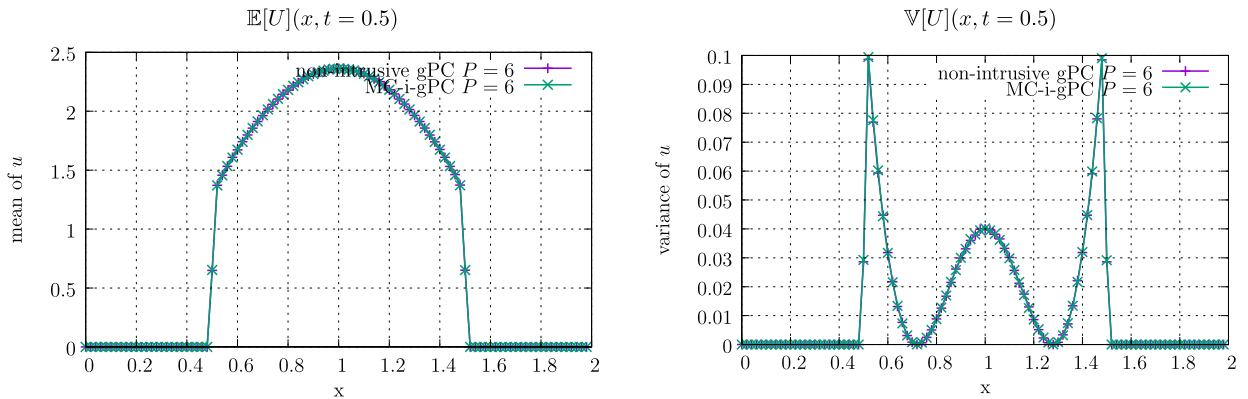 𝔼[U](x, t = 0.5)
2.5
2
1.5
1
0.5
0
mean of u
non-intrusive gPC P = 6
MC-i-gPC P = 6
0 0.2 0.4 0.6 0.8 1 1.2 1.4 1.6 1.8 2
x
𝕍[U](x, t = 0.5)
0.1
0.09
0.08
0.07
0.06
0.05
0.04
0.03
0.02
0.01
0
variance of u
non-intrusive gPC P = 6
MC-i-gPC P = 6
0 0.2 0.4 0.6 0.8 1 1.2 1.4 1.6 1.8 2
x